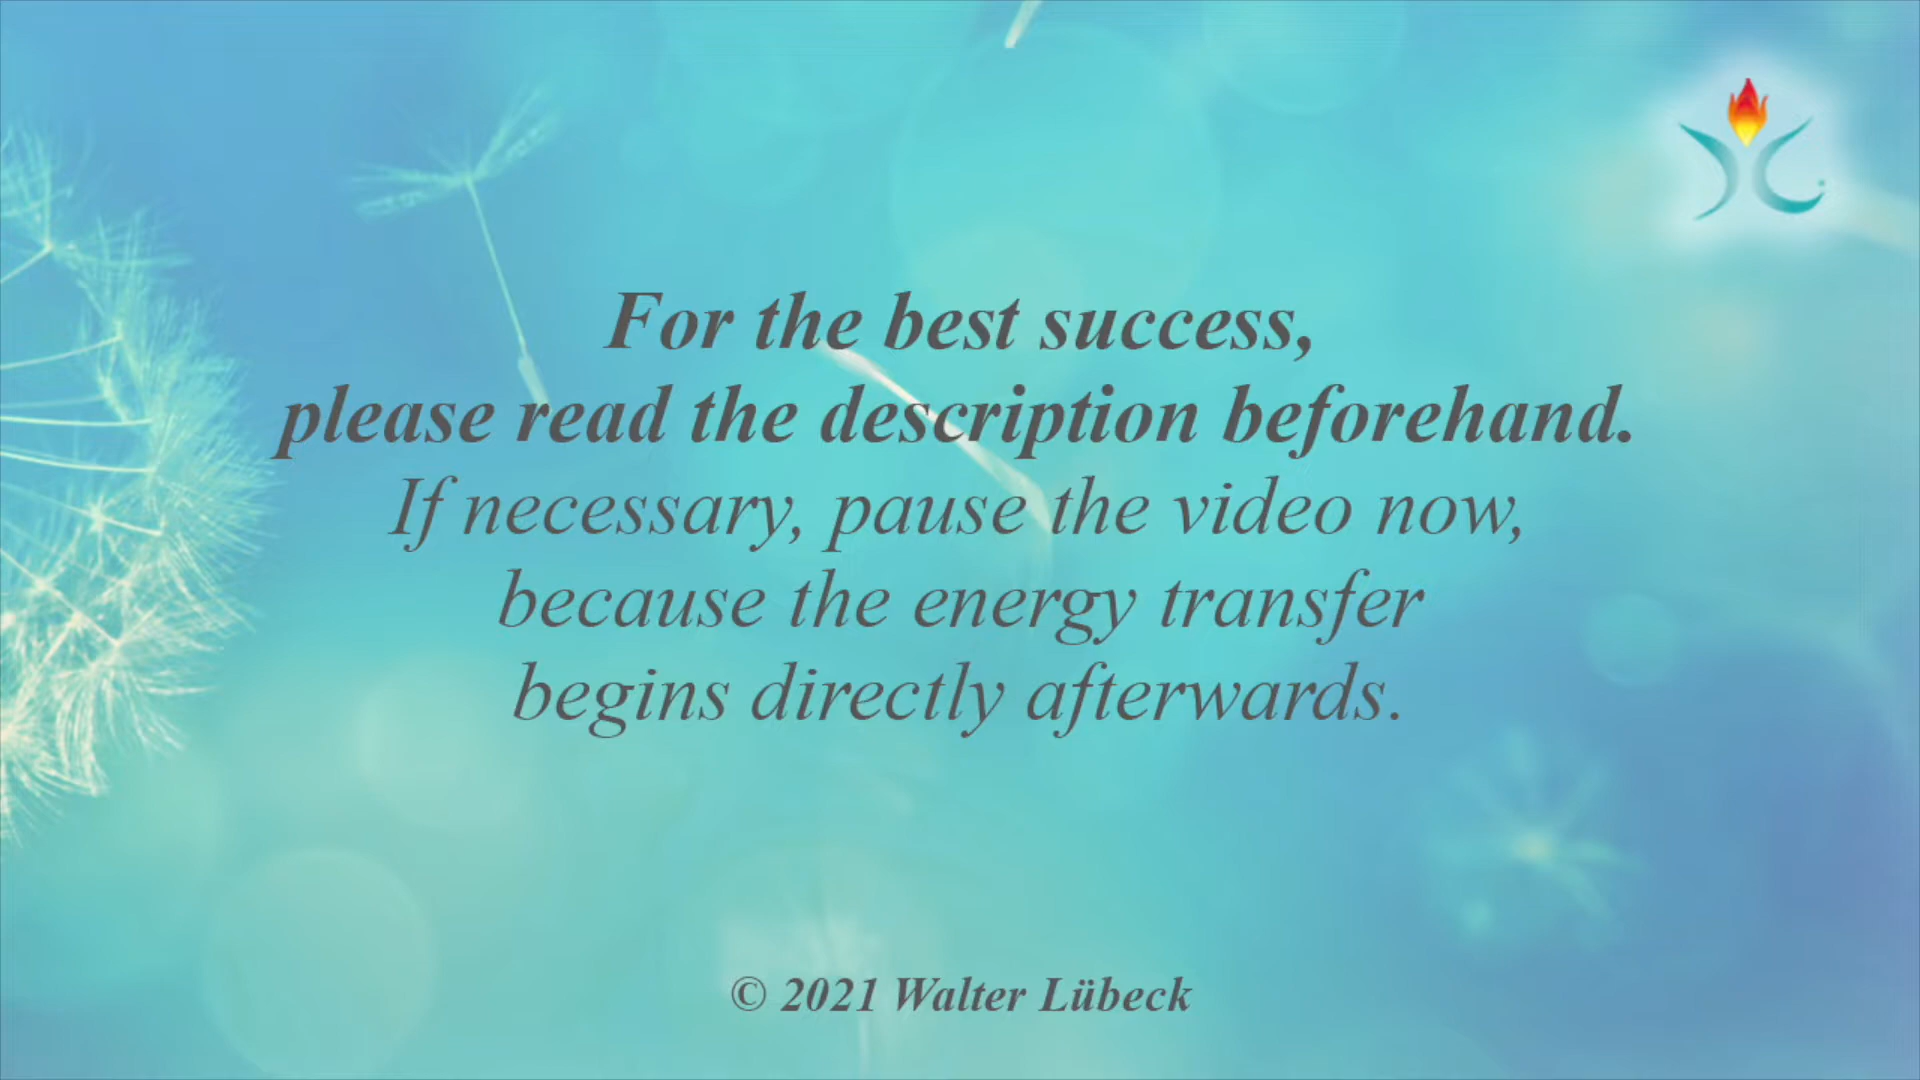 For the best success,
please read the description beforehand.
If necessary, pause the video now,
because the energy transfer
begins directly afterwards.
© 2021 Walter Lübeck